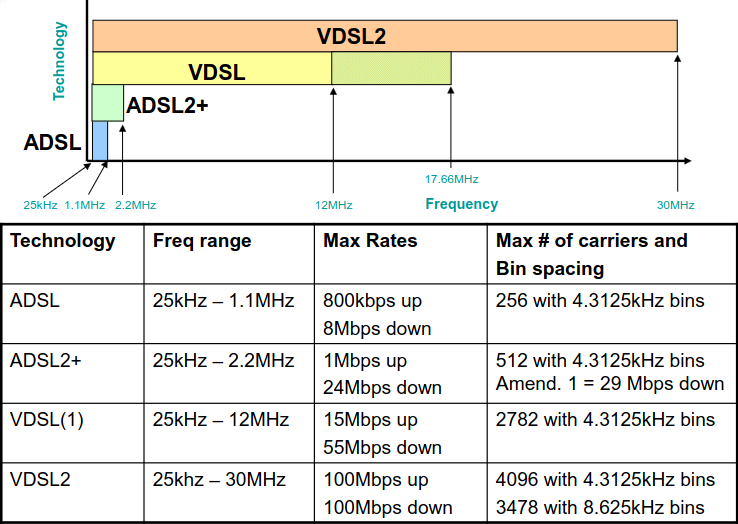 Technology
VDSL2
VDSL
ADSL2+
ADSL
25kHz 1.1MHz 2.2MHz
12MHz
17.66MHz
Frequency
30MHz
Technology
Freq range
Max Rates
Max # of carriers and
Bin spacing
ADSL
25kHz – 1.1MHz
800kbps up
8Mbps down
256 with 4.3125kHz bins
ADSL2+
25kHz – 2.2MHz
1Mbps up
24Mbps down
512 with 4.3125kHz bins
Amend. 1 = 29 Mbps down
VDSL(1)
25kHz – 12MHz
15Mbps up
55Mbps down
2782 with 4.3125kHz bins
VDSL2
25khz – 30MHz
100Mbps up
100Mbps down
4096 with 4.3125kHz bins
3478 with 8.625kHz bins